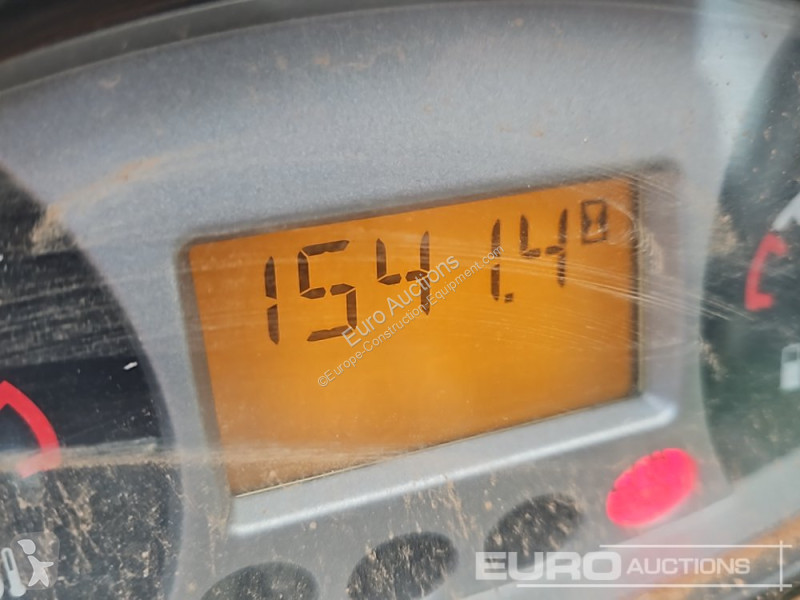 1541.4
Euro Auctions
©Europe-Construction-Equipment.com
EURO AUCTIONS